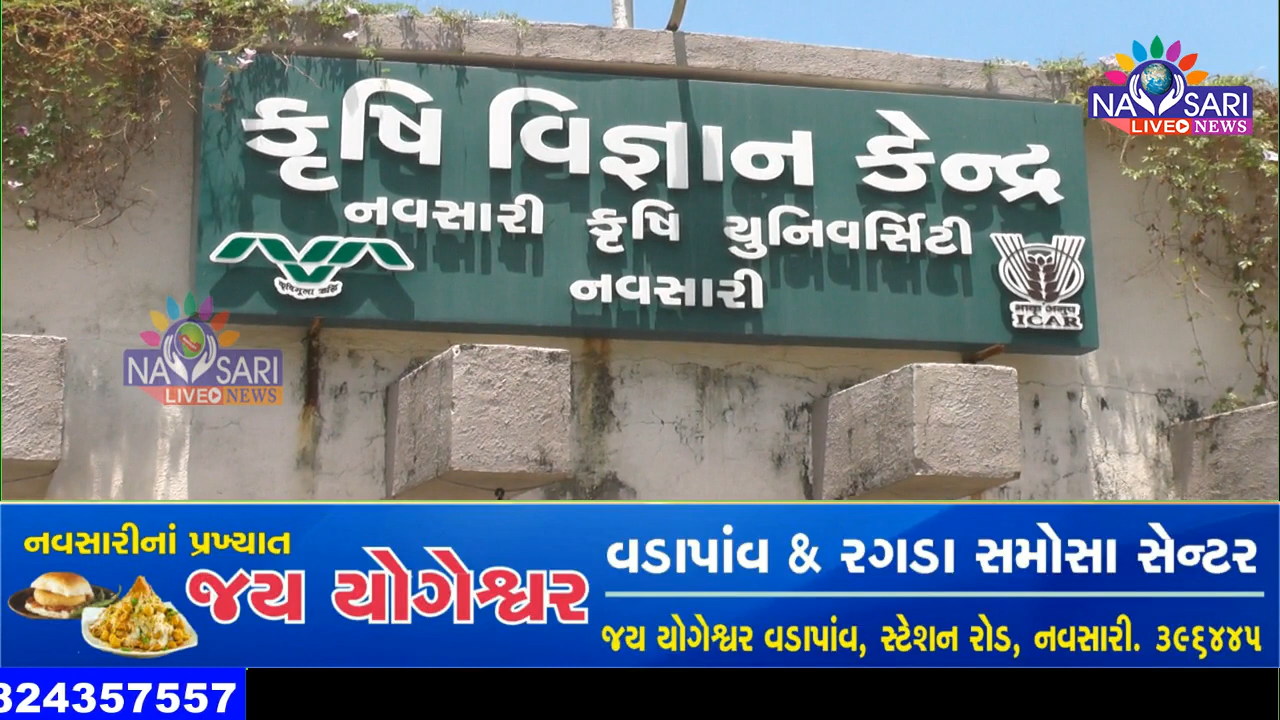 કૃષિ વિજ્ઞાન કેન્દ્ર
નવસારી કૃષિ યુનિવર્સિટી
નવસારી
ICAR
NAVSARI
LIVE NEWS
NAVSARI
LIVE NEWS
નવસારીનાં પ્રખ્યાત
જય યોગેશ્વર
વડાપાંવ & રગડા સમોસા સેન્ટર
જય યોગેશ્વર વડાપાંવ, સ્ટેશન રોડ, નવસારી. ૩૯૬૪૪૫
824357557